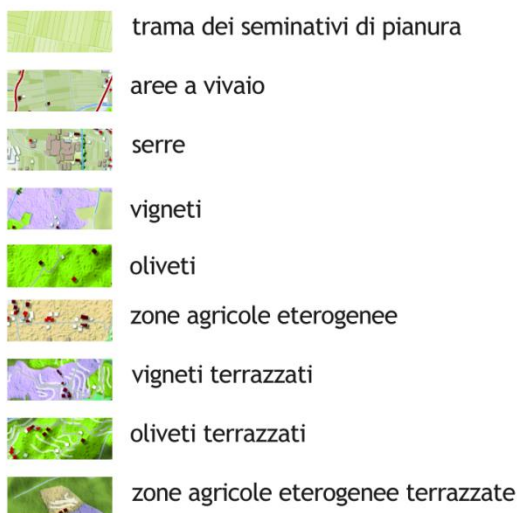 trama dei seminativi di pianura
aree a vivaio
serre
vigneti
oliveti
zone agricole eterogenee
vigneti terrazzati
oliveti terrazzati
zone agricole eterogenee terrazzate